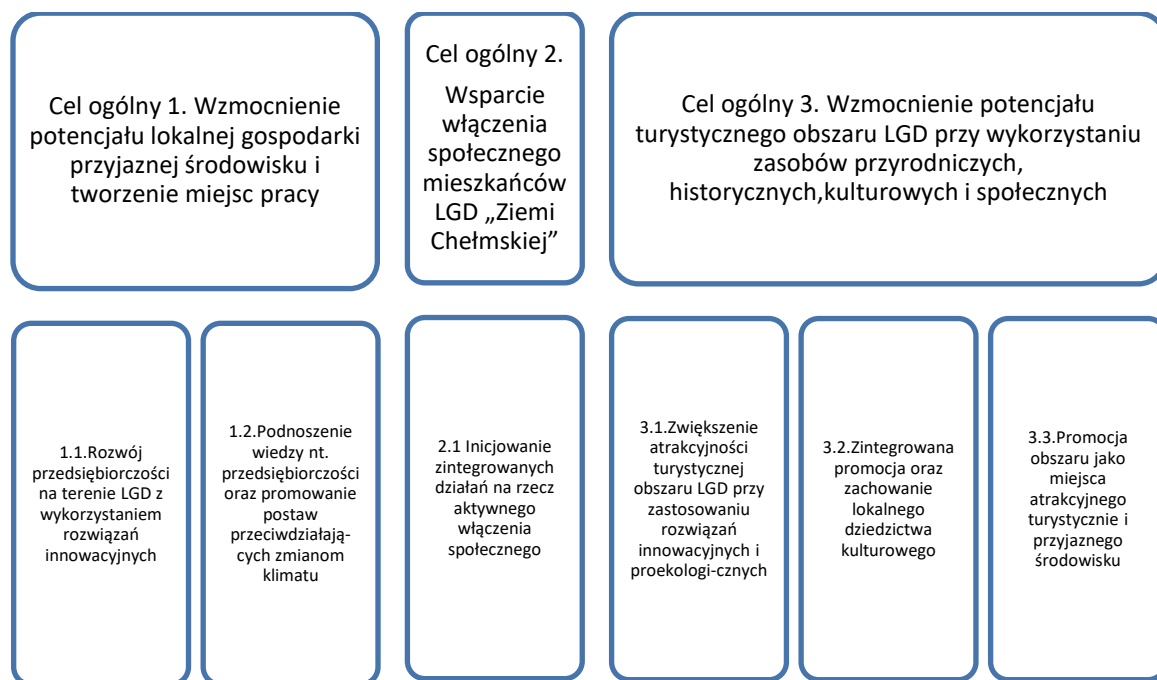 Cel ogólny 1. Wzmocnienie
potencjału lokalnej gospodarki
przyjaznej środowisku i
tworzenie miejsc pracy
Cel ogólny 2.
Wsparcie
włączenia
społecznego
mieszkańców
LGD „Ziemi
Chełmskiej”
Cel ogólny 3. Wzmocnienie potencjału
turystycznego obszaru LGD przy wykorzystaniu
zasobów przyrodniczych,
historycznych,kulturowych i społecznych
1.1.Rozwój
przedsiębiorczości
na terenie LGD z
wykorzystaniem
rozwiązań
innowacyjnych
1.2.Podnoszenie
wiedzy nt.
przedsiębiorczości
oraz promowanie
postaw
przeciwdziałają-
cych zmianom
klimatu
2.1 Inicjowanie
zintegrowanych
działań na rzecz
aktywnego
włączenia
społecznego
3.1.Zwiększenie
atrakcyjności
turystycznej
obszaru LGD przy
zastosowaniu
rozwiązań
innowacyjnych i
proekologi-cznych
3.2.Zintegrowana
promocja oraz
zachowanie
lokalnego
dziedzictwa
kulturowego
3.3.Promocja
obszaru jako
miejsca
atrakcyjnego
turystycznie i
przyjaznego
środowisku